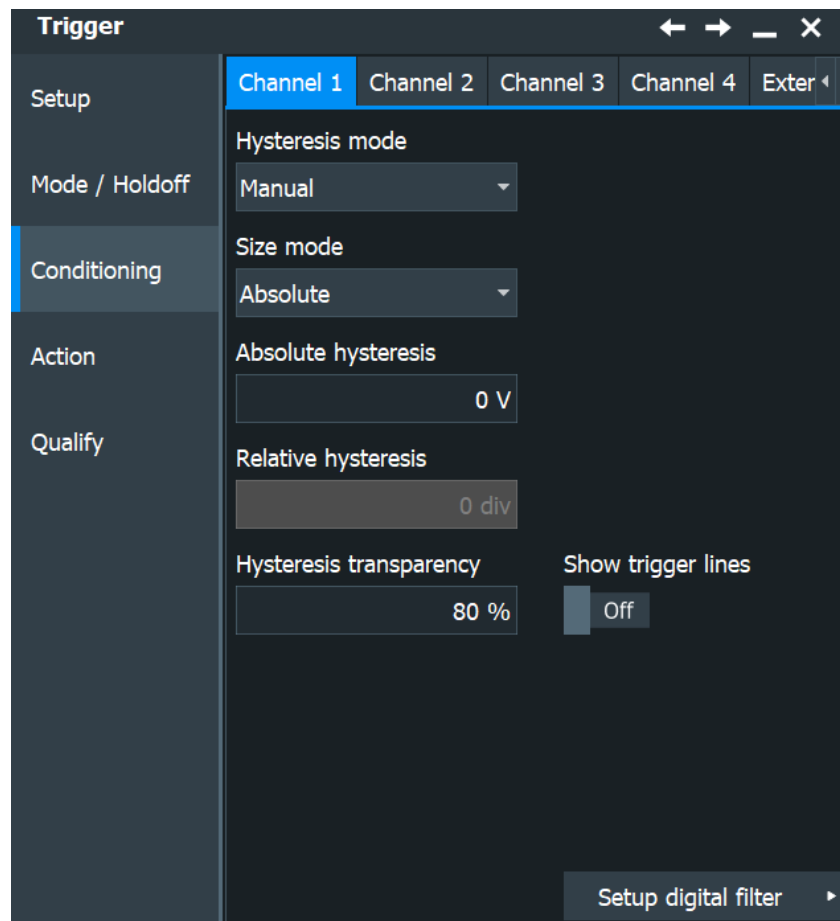 Trigger
Setup
Mode / Holdoff
Conditioning
Action
Qualify
Channel 1 Channel 2 Channel 3 Channel 4 Exter
Hysteresis mode
Manual
Size mode
Absolute
Absolute hysteresis
0 V
Relative hysteresis
0 div
Hysteresis transparency Show trigger lines
80 % Off
Setup digital filter